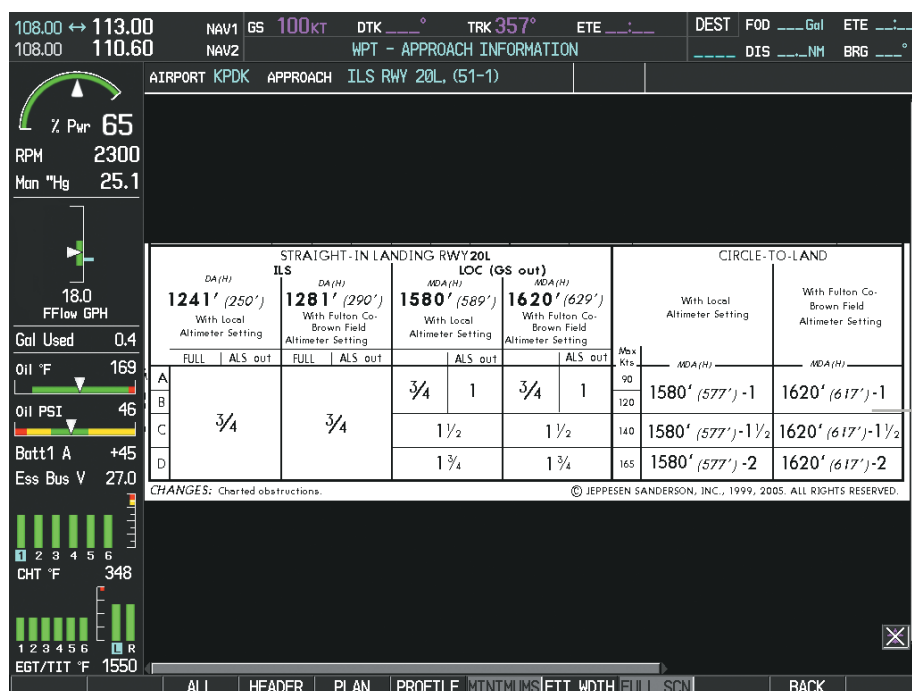 108.00 ↔ 113.00 NAV1 GS 100KT DTK ___° TRK 357° ETE __:__ DEST FOD ___Gal ETE __:__
108.00 110.60 NAV2 WPT - APPROACH INFORMATION ____ DIS __._NM BRG ___°
AIRPORT KPDK APPROACH ILS RWY 20L, (51-1)
% Pwr 65
RPM 2300
Man "Hg 25.1
18.0
FFlow GPH
Gal Used 0.4
Oil °F 169
Oil PSI 46
Batt1 A +45
Ess Bus V 27.0
1 2 3 4 5 6
CHT °F 348
1 2 3 4 5 6 L R
EGT/TIT °F 1550
STRAIGHT-IN LANDING RWY 20L CIRCLE-TO-LAND
ILS LOC (GS out)
DA(H) DA(H) MDA(H) MDA(H)
1241' (250') 1281' (290') 1580' (589') 1620' (629')
With Local Altimeter Setting
With Fulton Co-Brown Field Altimeter Setting
With Local Altimeter Setting
With Fulton Co-Brown Field Altimeter Setting
With Local Altimeter Setting
With Fulton Co-Brown Field Altimeter Setting
FULL ALS out FULL ALS out ALS out ALS out Max Kts MDA(H) MDA(H)
A 3/4 1 3/4 1 90 1580' (577') -1 1620' (617') -1
B 120
C 3/4 3/4 1 1/2 1 1/2 140 1580' (577') -1 1/2 1620' (617') -1 1/2
D 1 3/4 1 3/4 165 1580' (577') -2 1620' (617') -2
CHANGES: Charted obstructions. © JEPPESEN SANDERSON, INC., 1999, 2005. ALL RIGHTS RESERVED.
ALL HEADER PLAN PROFILE MINIMUMS FIT WDTH FULL SCN BACK